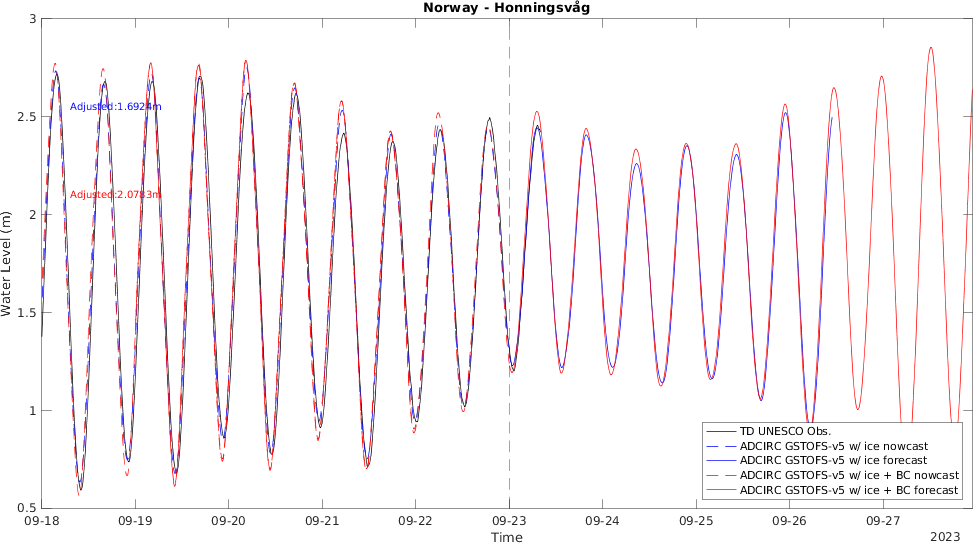 Norway - Honningsvåg
3
2.5
2
1.5
1
0.5
Water Level (m)
Adjusted:1.6924m
Adjusted:2.0783m
TD UNESCO Obs.
ADCIRC GSTOFS-v5 w/ ice nowcast
ADCIRC GSTOFS-v5 w/ ice forecast
ADCIRC GSTOFS-v5 w/ ice + BC nowcast
ADCIRC GSTOFS-v5 w/ ice + BC forecast
09-18 09-19 09-20 09-21 09-22 09-23 09-24 09-25 09-26 09-27
Time
2023